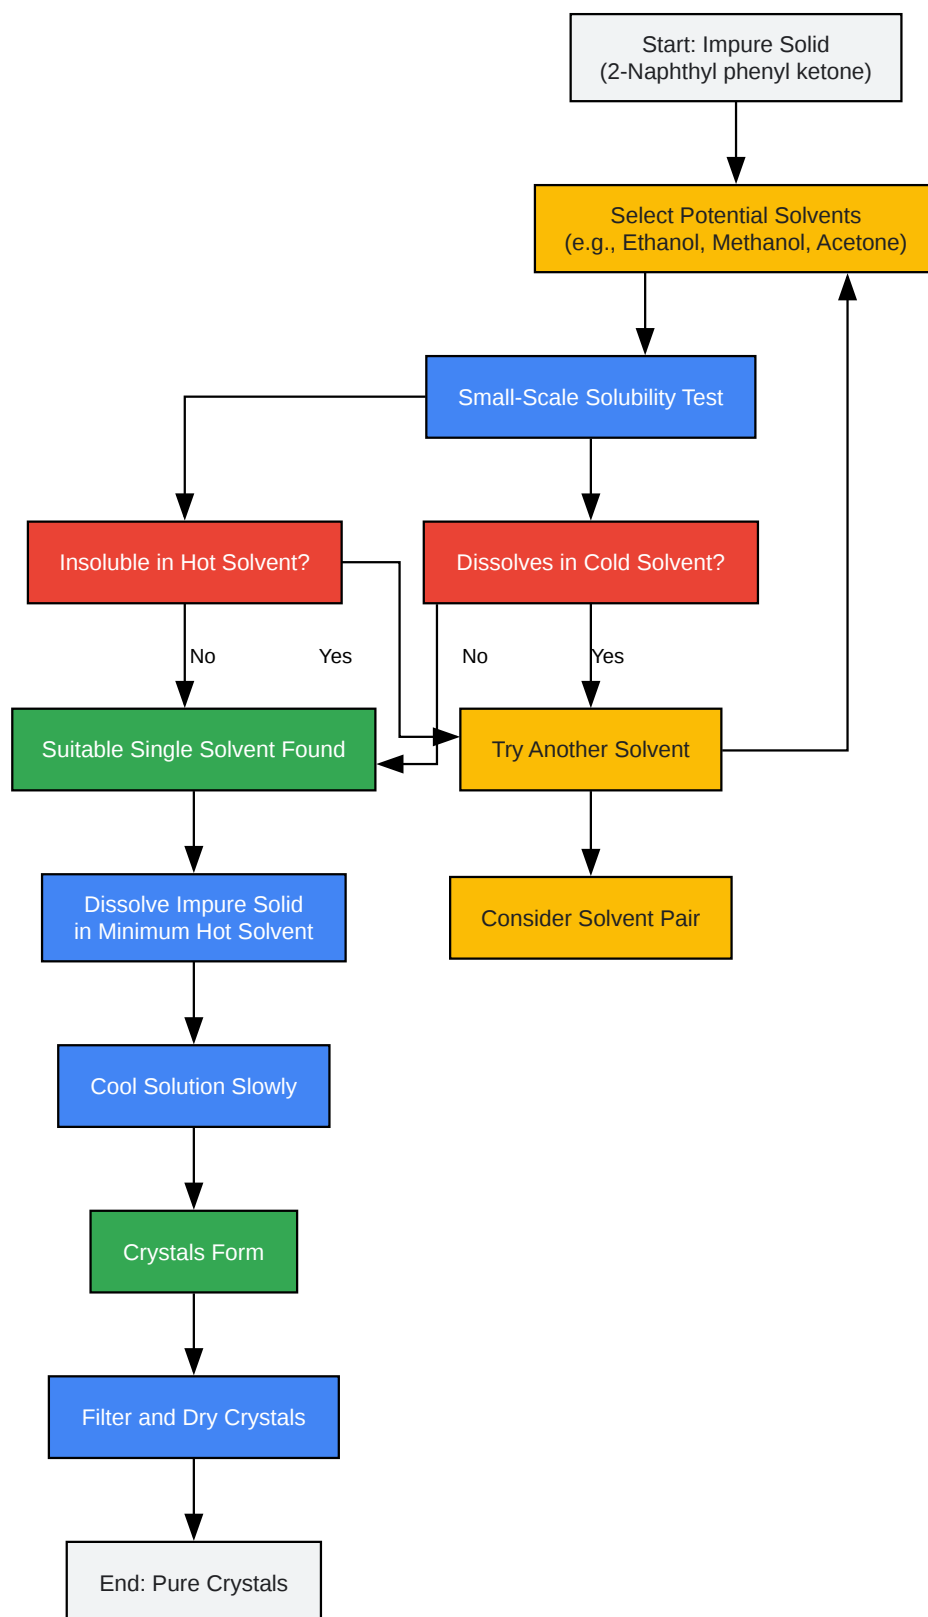 Start: Impure Solid
(2-Naphthyl phenyl ketone)
Select Potential Solvents
(e.g., Ethanol, Methanol, Acetone)
Small-Scale Solubility Test
Insoluble in Hot Solvent?
Dissolves in Cold Solvent?
No
Yes
No
Yes
Suitable Single Solvent Found
Try Another Solvent
Dissolve Impure Solid
in Minimum Hot Solvent
Consider Solvent Pair
Cool Solution Slowly
Crystals Form
Filter and Dry Crystals
End: Pure Crystals